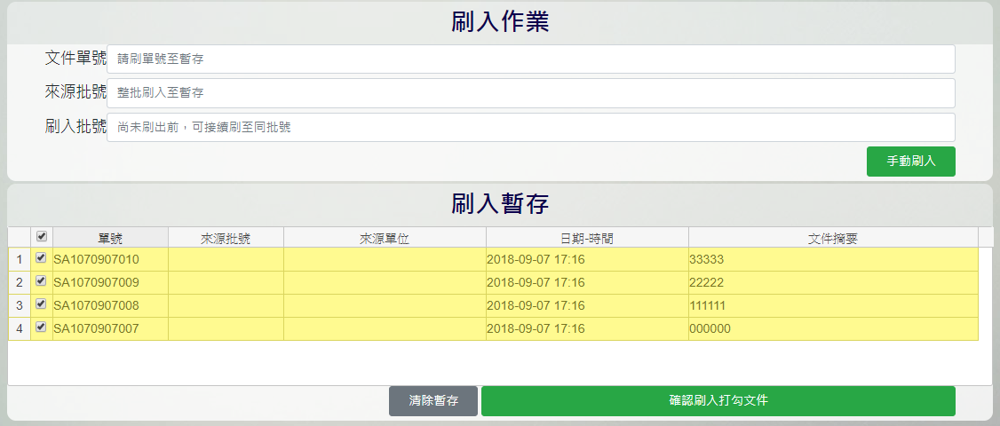 刷入作業
文件單號 請刷單號至暫存
來源批號 整批刷入至暫存
刷入批號 尚未刷出前，可接續刷至同批號
手動刷入
刷入暫存
單號 來源批號 來源單位 日期-時間 文件摘要
1 SA1070907010 2018-09-07 17:16 33333
2 SA1070907009 2018-09-07 17:16 22222
3 SA1070907008 2018-09-07 17:16 111111
4 SA1070907007 2018-09-07 17:16 000000
清除暫存 確認刷入打勾文件